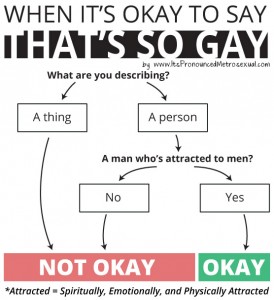 WHEN IT'S OKAY TO SAY
THAT'S SO GAY
by www.ItsPronouncedMetrosexual.com
What are you describing?
A thing
A person
A man who's attracted to men?
No
Yes
NOT OKAY
OKAY
*Attracted = Spiritually, Emotionally, and Physically Attracted